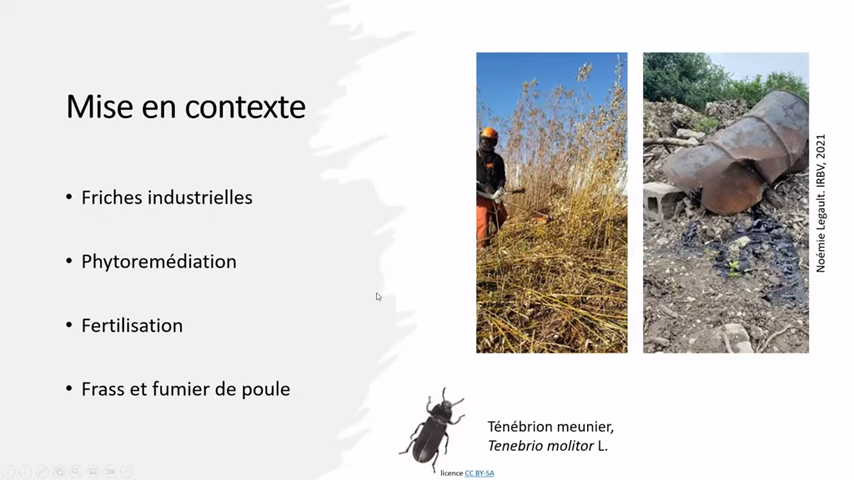 Mise en contexte
• Friches industrielles
• Phytoremédiation
• Fertilisation
• Frass et fumier de poule
Noémie Legault. IRBV, 2021
Ténébrion meunier,
Tenebrio molitor L.
licence CC BY-SA